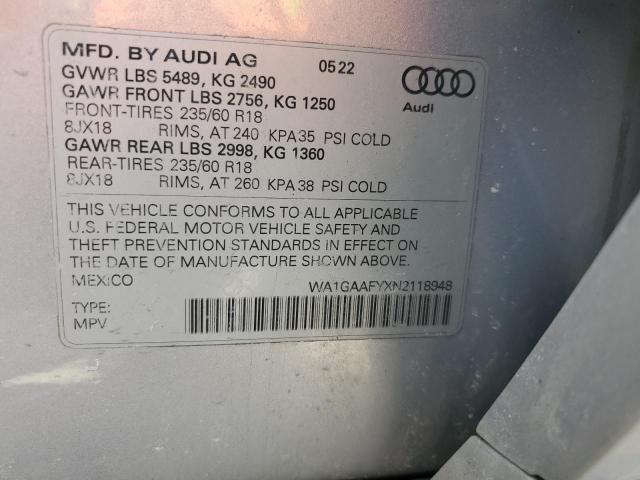 MFD. BY AUDI AG 0522
GVWR LBS 5489, KG 2490
GAWR FRONT LBS 2756, KG 1250
FRONT-TIRES 235/60 R18
8JX18 RIMS, AT 240 KPA35 PSI COLD
GAWR REAR LBS 2998, KG 1360
REAR-TIRES 235/60 R18
8JX18 RIMS, AT 260 KPA38 PSI COLD
Audi
THIS VEHICLE CONFORMS TO ALL APPLICABLE
U.S. FEDERAL MOTOR VEHICLE SAFETY AND
THEFT PREVENTION STANDARDS IN EFFECT ON
THE DATE OF MANUFACTURE SHOWN ABOVE.
MEXICO WA1GAAFYXN2118948
TYPE:
MPV